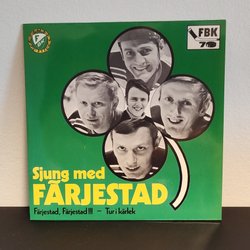 FBK
79
Sjung med
FÄRJESTAD
Färjestad, Färjestad!!! – Tur i kärlek